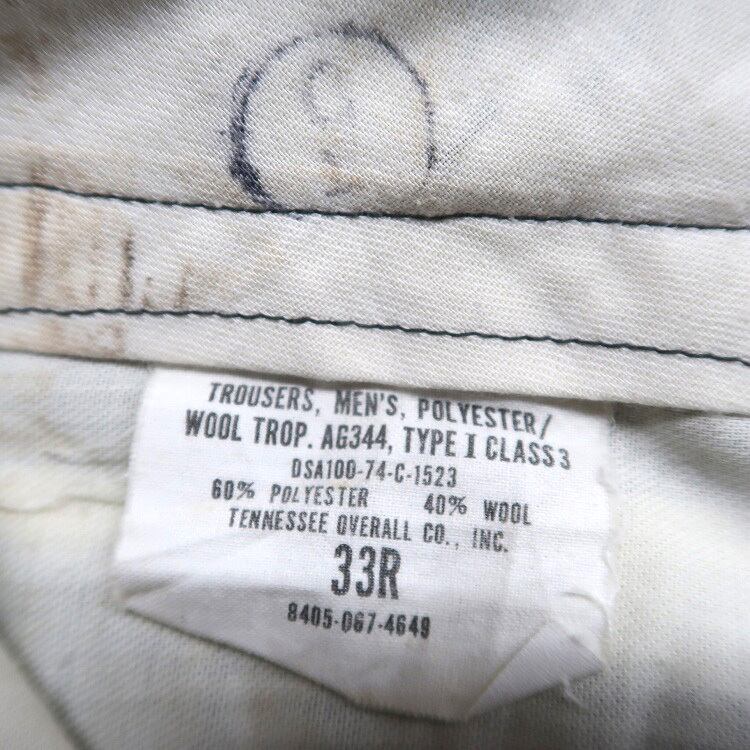 TROUSERS, MEN'S, POLYESTER/
WOOL TROP. AG344, TYPE I CLASS 3
DSA100-74-C-1523
60% POLYESTER 40% WOOL
TENNESSEE OVERALL CO., INC.
33R
8405-067-4649